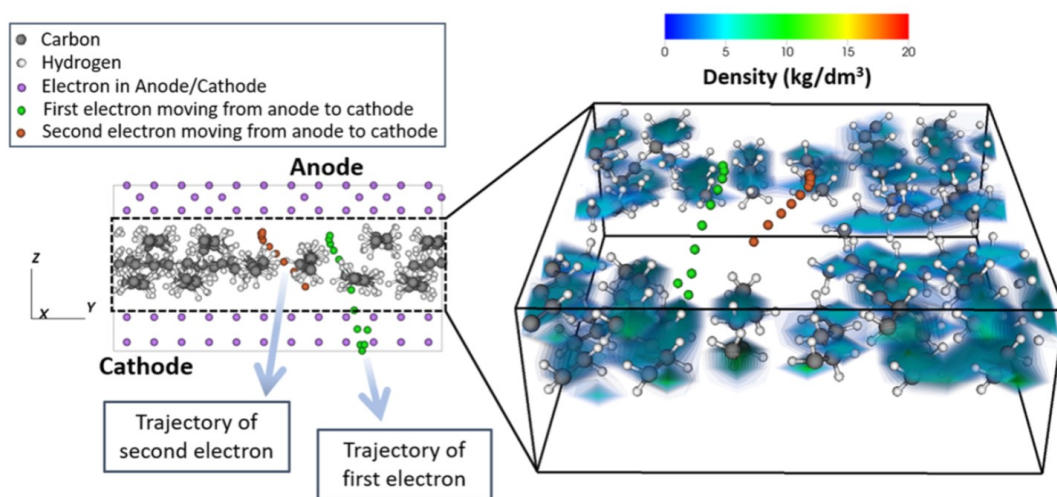 Carbon
Hydrogen
Electron in Anode/Cathode
First electron moving from anode to cathode
Second electron moving from anode to cathode
0 5 10 15 20
Density (kg/dm³)
Anode
Z
X Y
Cathode
Trajectory of
second electron
Trajectory of
first electron